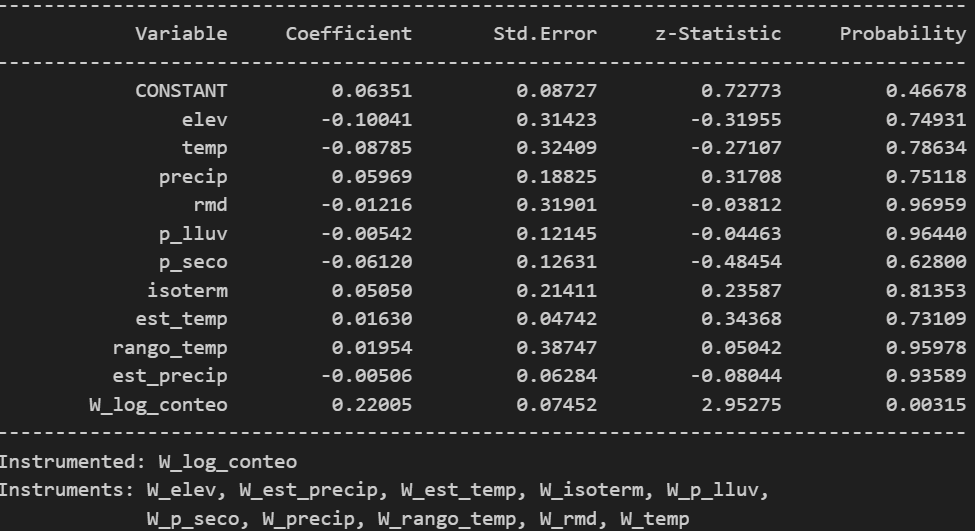 Variable Coefficient Std.Error z-Statistic Probability
CONSTANT 0.06351 0.08727 0.72773 0.46678
elev -0.10041 0.31423 -0.31955 0.74931
temp -0.08785 0.32409 -0.27107 0.78634
precip 0.05969 0.18825 0.31708 0.75118
rmd -0.01216 0.31901 -0.03812 0.96959
p_lluv -0.00542 0.12145 -0.04463 0.96440
p_seco -0.06120 0.12631 -0.48454 0.62800
isoterm 0.05050 0.21411 0.23587 0.81353
est_temp 0.01630 0.04742 0.34368 0.73109
rango_temp 0.01954 0.38747 0.05042 0.95978
est_precip -0.00506 0.06284 -0.08044 0.93589
W_log_conteo 0.22005 0.07452 2.95275 0.00315
Instrumented: W_log_conteo
Instruments: W_elev, W_est_precip, W_est_temp, W_isoterm, W_p_lluv,
W_p_seco, W_precip, W_rango_temp, W_rmd, W_temp